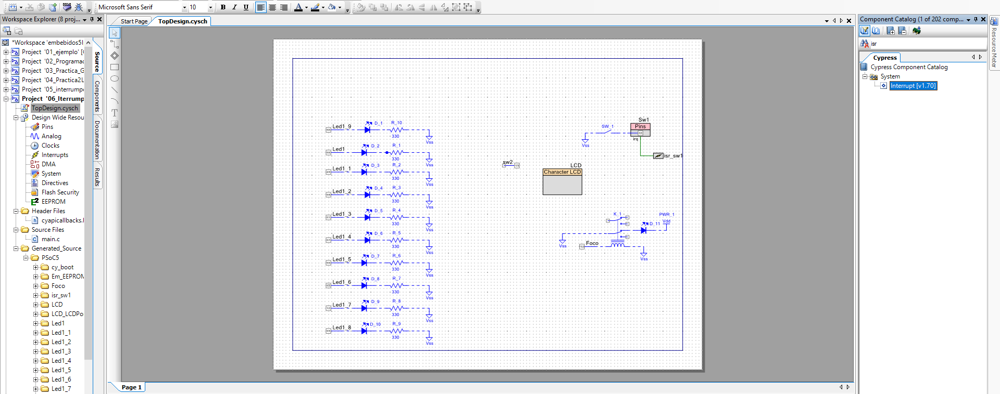 Microsoft Sans Serif 10 B I U A
Workspace Explorer (8 proj...
Start Page
TopDesign.cysch
Component Catalog (1 of 202 comp...
*Workspace 'embebidos5I
Project '01_ejemplo' [C
Project '02_Programac
Project '03_Practica_G
Project '04_Practica2L
Project '05_interrumpc
Project '06_Iterrump
TopDesign.cysch
Design Wide Resou
Pins
Analog
Clocks
Interrupts
DMA
System
Directives
Flash Security
EEPROM
Header Files
cyapicallbacks.l
Source Files
main.c
Generated_Source
PSoC5
cy_boot
Em_EEPROM
Foco
isr_sw1
LCD
LCD_LCDPo
Led1
Led1_1
Led1_2
Led1_3
Led1_4
Led1_5
Led1_6
Led1_7
Source
Components
Documentation
Results
T
Led1_9 D_1 R_10 330 Vss
Led1 D_2 R_1 330 Vss
Led1_1 D_3 R_2 330 Vss
Led1_2 D_4 R_3 330 Vss
Led1_3 D_5 R_4 330 Vss
Led1_4 D_6 R_5 330 Vss
Led1_5 D_7 R_6 330 Vss
Led1_6 D_8 R_7 330 Vss
Led1_7 D_9 R_8 330 Vss
Led1_8 D_10 R_9 330 Vss
sw2
LCD
Character LCD
Sw1
Pins
SW_1
Vss
irq
isr_sw1
K_1
PWR_1
Vdd
D_11
Vss
Foco
Vss
Page 1
isr
Cypress
Cypress Component Catalog
System
Interrupt [v1.70]
Resource Meter